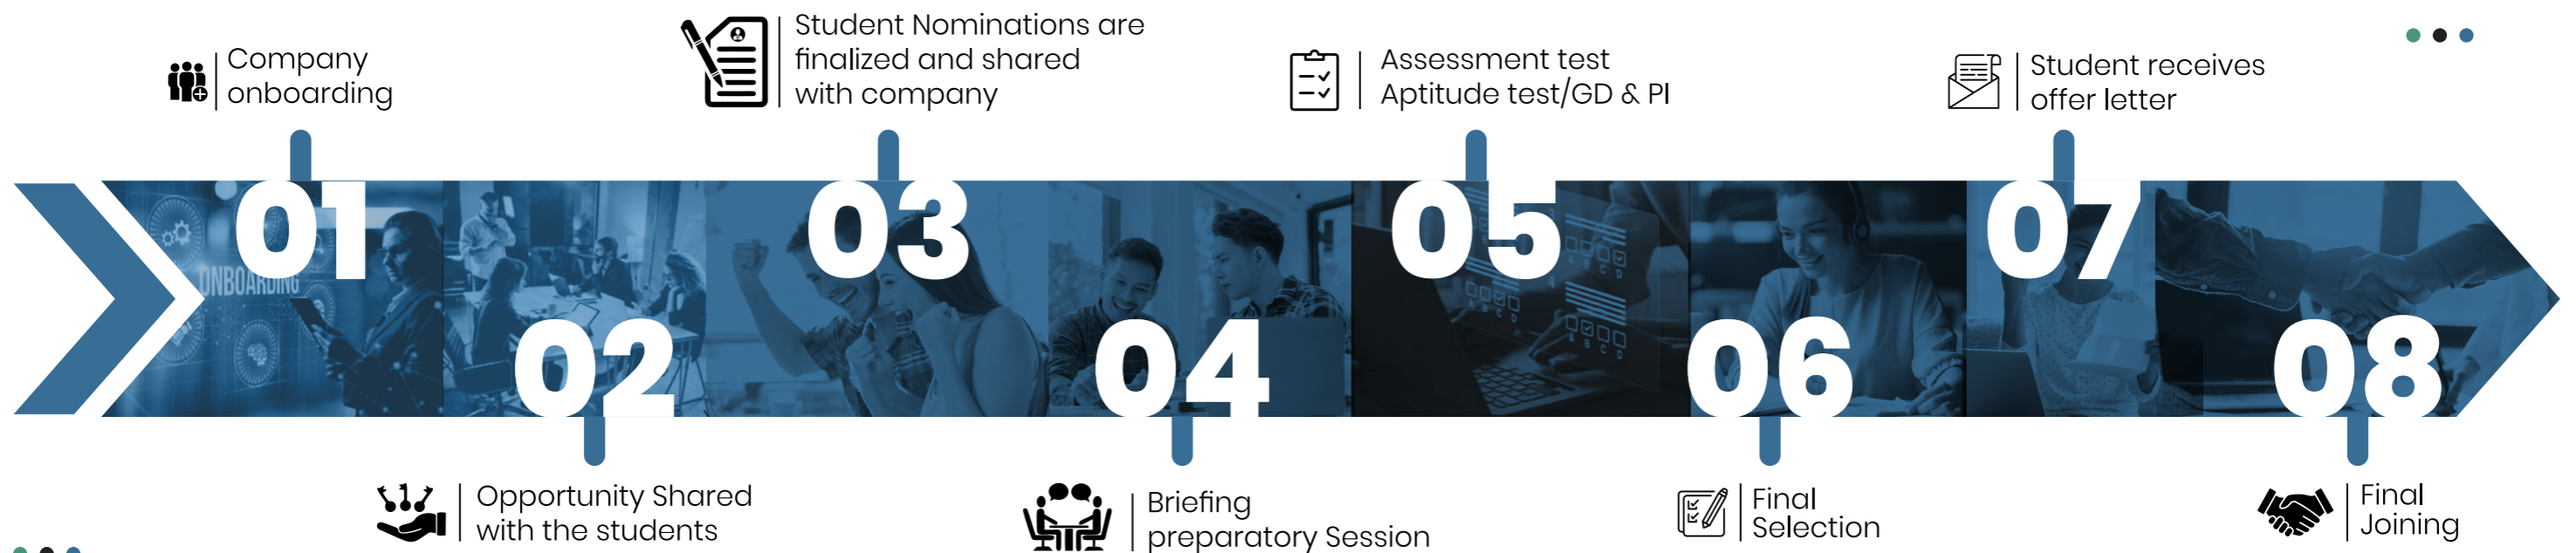 Company
onboarding
01
ONBOARDING
Opportunity Shared
with the students
02
Student Nominations are
finalized and shared
with company
03
Briefing
preparatory Session
04
Assessment test
Aptitude test/GD & PI
05
A B C D
A B C D
A B C D
Final
Selection
06
Student receives
offer letter
07
Final
Joining
08